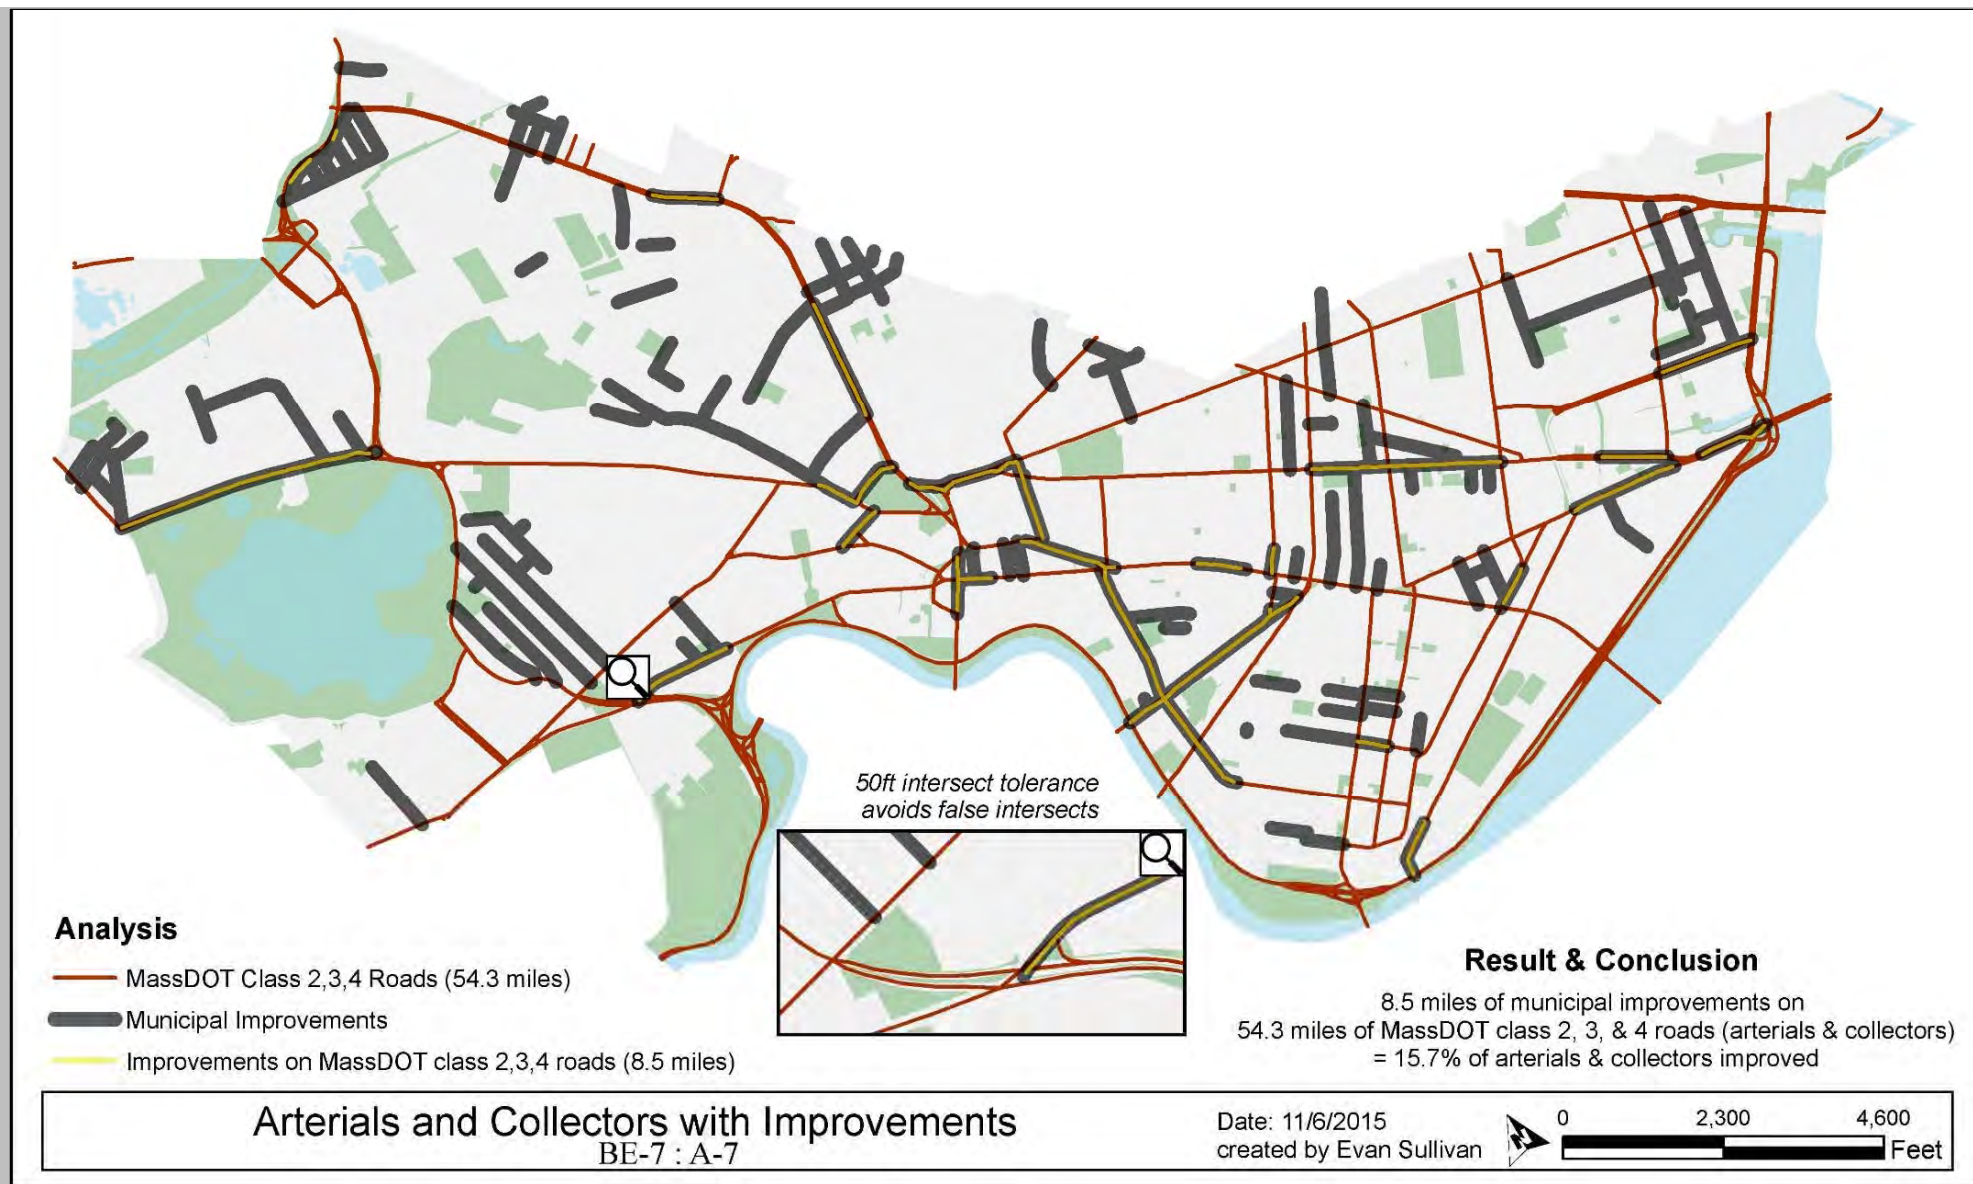 50ft intersect tolerance
avoids false intersects
Analysis
MassDOT Class 2,3,4 Roads (54.3 miles)
Municipal Improvements
Improvements on MassDOT class 2,3,4 roads (8.5 miles)
Result & Conclusion
8.5 miles of municipal improvements on
54.3 miles of MassDOT class 2, 3, & 4 roads (arterials & collectors)
= 15.7% of arterials & collectors improved
Arterials and Collectors with Improvements
BE-7 : A-7
Date: 11/6/2015
created by Evan Sullivan
N
0 2,300 4,600
Feet